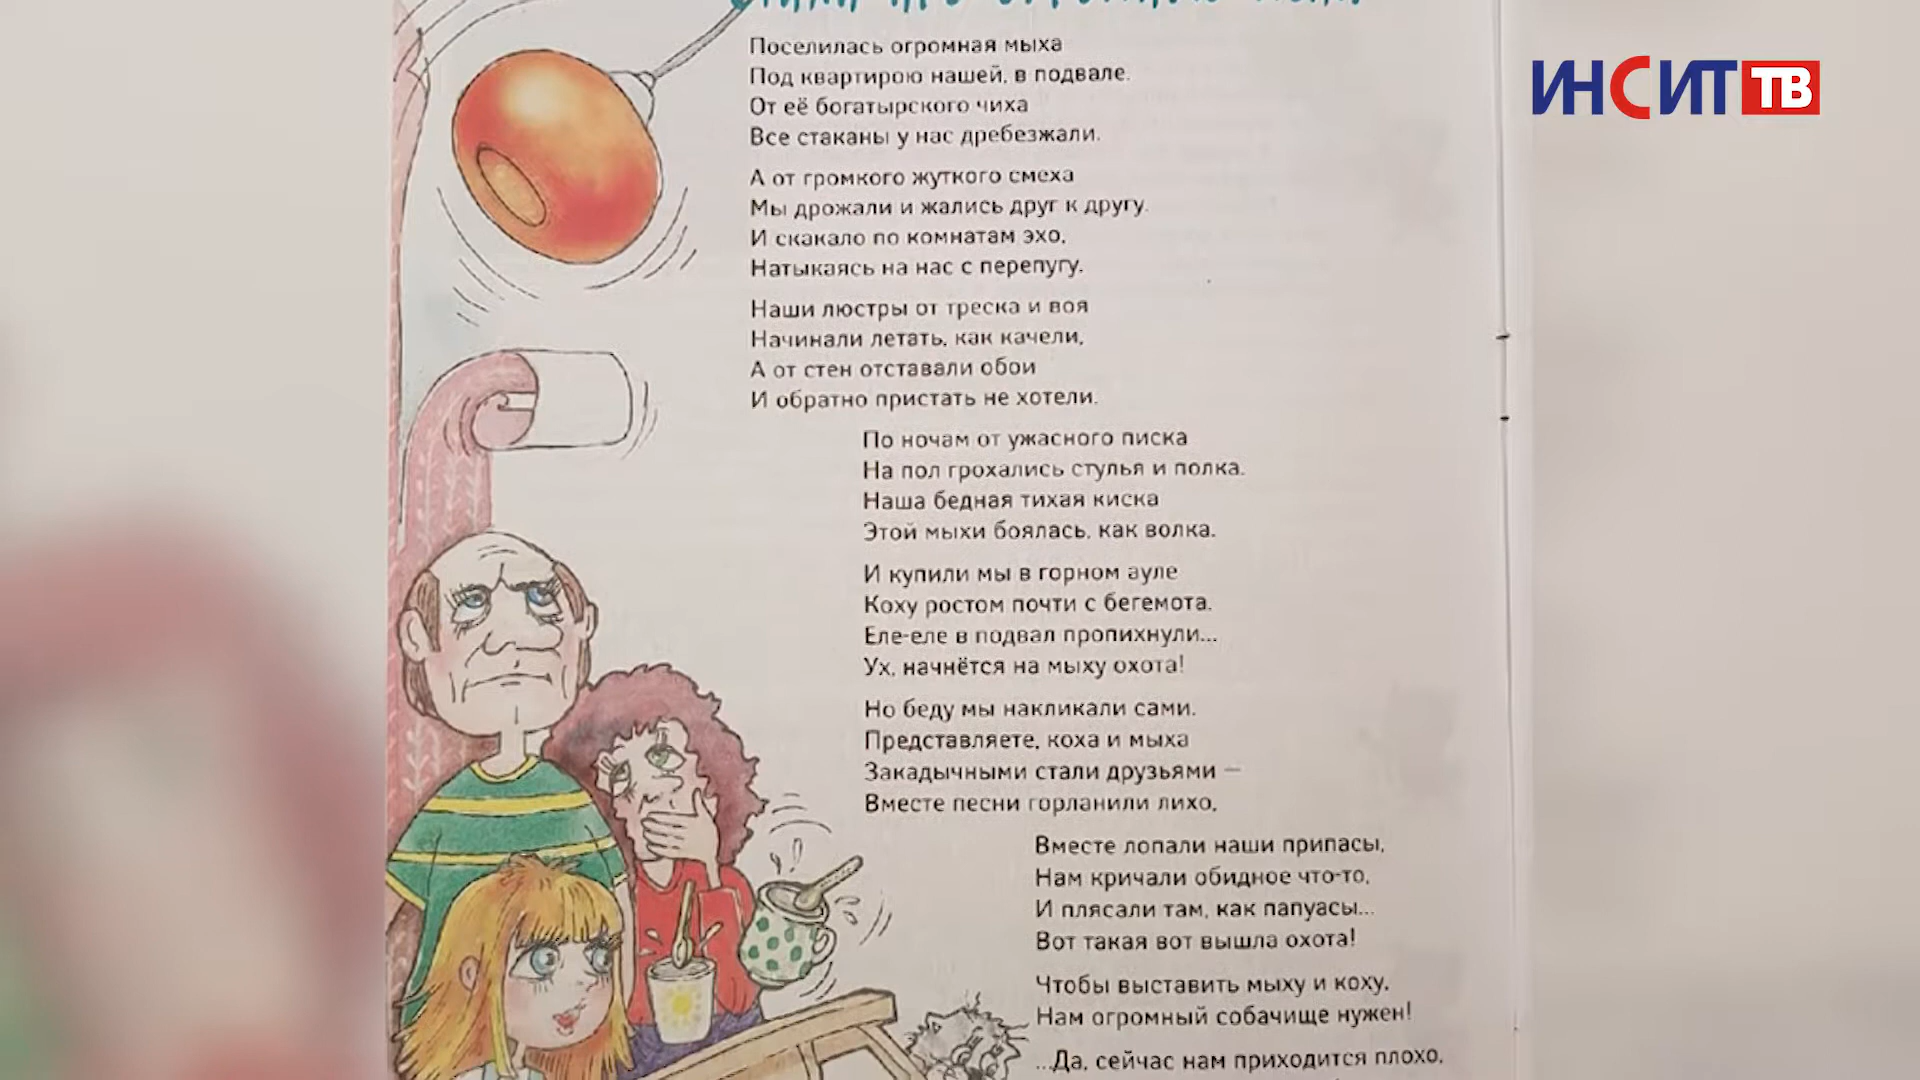 ИНСИТ ТВ
Поселилась огромная мыха
Под квартирою нашей, в подвале.
От её богатырского чиха
Все стаканы у нас дребезжали.
А от громкого жуткого смеха
Мы дрожали и жались друг к другу.
И скакало по комнатам эхо,
Натыкаясь на нас с перепугу.
Наши люстры от треска и воя
Начинали летать, как качели,
А от стен отставали обои
И обратно пристать не хотели.
По ночам от ужасного писка
На пол грохались стулья и полка.
Наша бедная тихая киска
Этой мыхи боялась, как волка.
И купили мы в горном ауле
Коху ростом почти с бегемота.
Еле-еле в подвал пропихнули...
Ух, начнётся на мыху охота!
Но беду мы накликали сами.
Представляете, коха и мыха
Закадычными стали друзьями —
Вместе песни горланили лихо,
Вместе лопали наши припасы,
Нам кричали обидное что-то,
И плясали там, как папуасы...
Вот такая вот вышла охота!
Чтобы выставить мыху и коху,
Нам огромный собачище нужен!
...Да, сейчас нам приходится плохо,